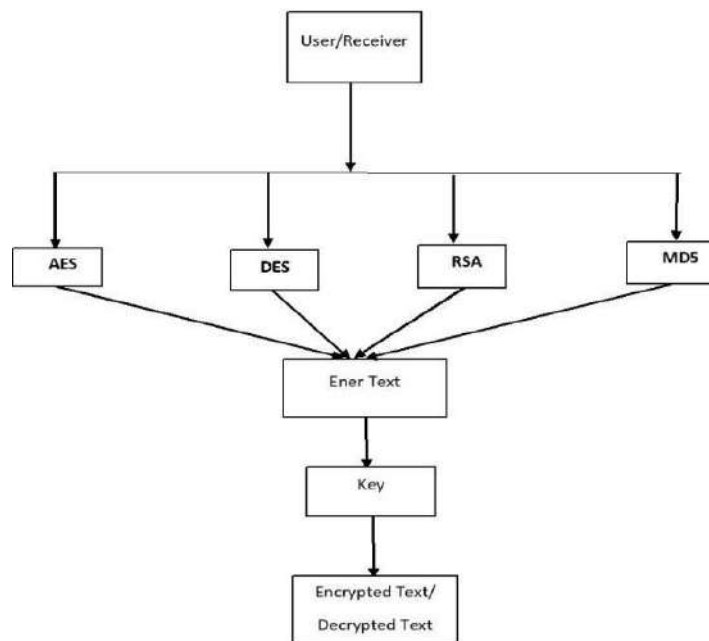 User/Receiver
AES
DES
RSA
MD5
Ener Text
Key
Encrypted Text/
Decrypted Text